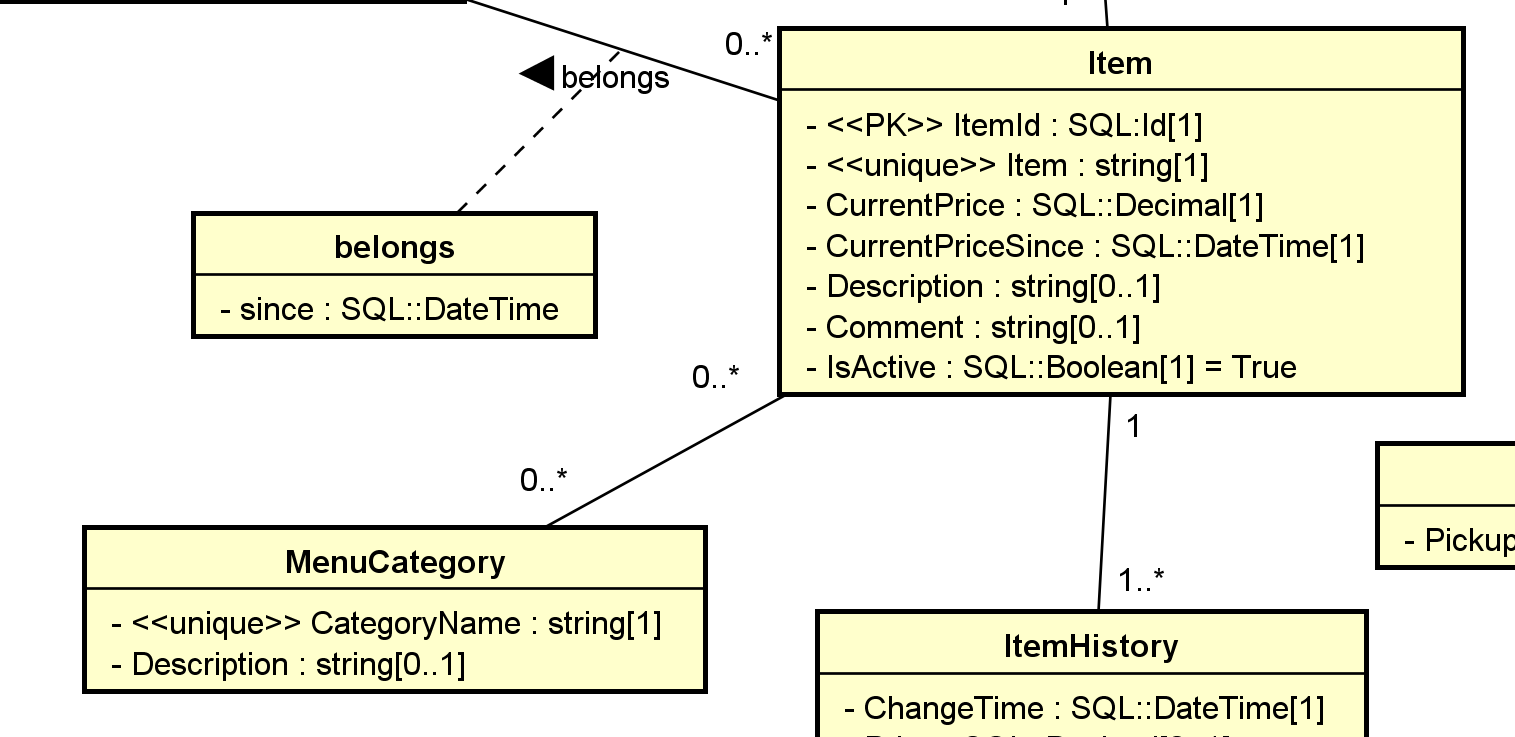 0..*
belongs
Item
- <<PK>> ItemId : SQL:Id[1]
- <<unique>> Item : string[1]
- CurrentPrice : SQL::Decimal[1]
- CurrentPriceSince : SQL::DateTime[1]
- Description : string[0..1]
- Comment : string[0..1]
- IsActive : SQL::Boolean[1] = True
belongs
- since : SQL::DateTime
0..*
0..*
1
1..*
MenuCategory
- <<unique>> CategoryName : string[1]
- Description : string[0..1]
- Pickup
ItemHistory
- ChangeTime : SQL::DateTime[1]